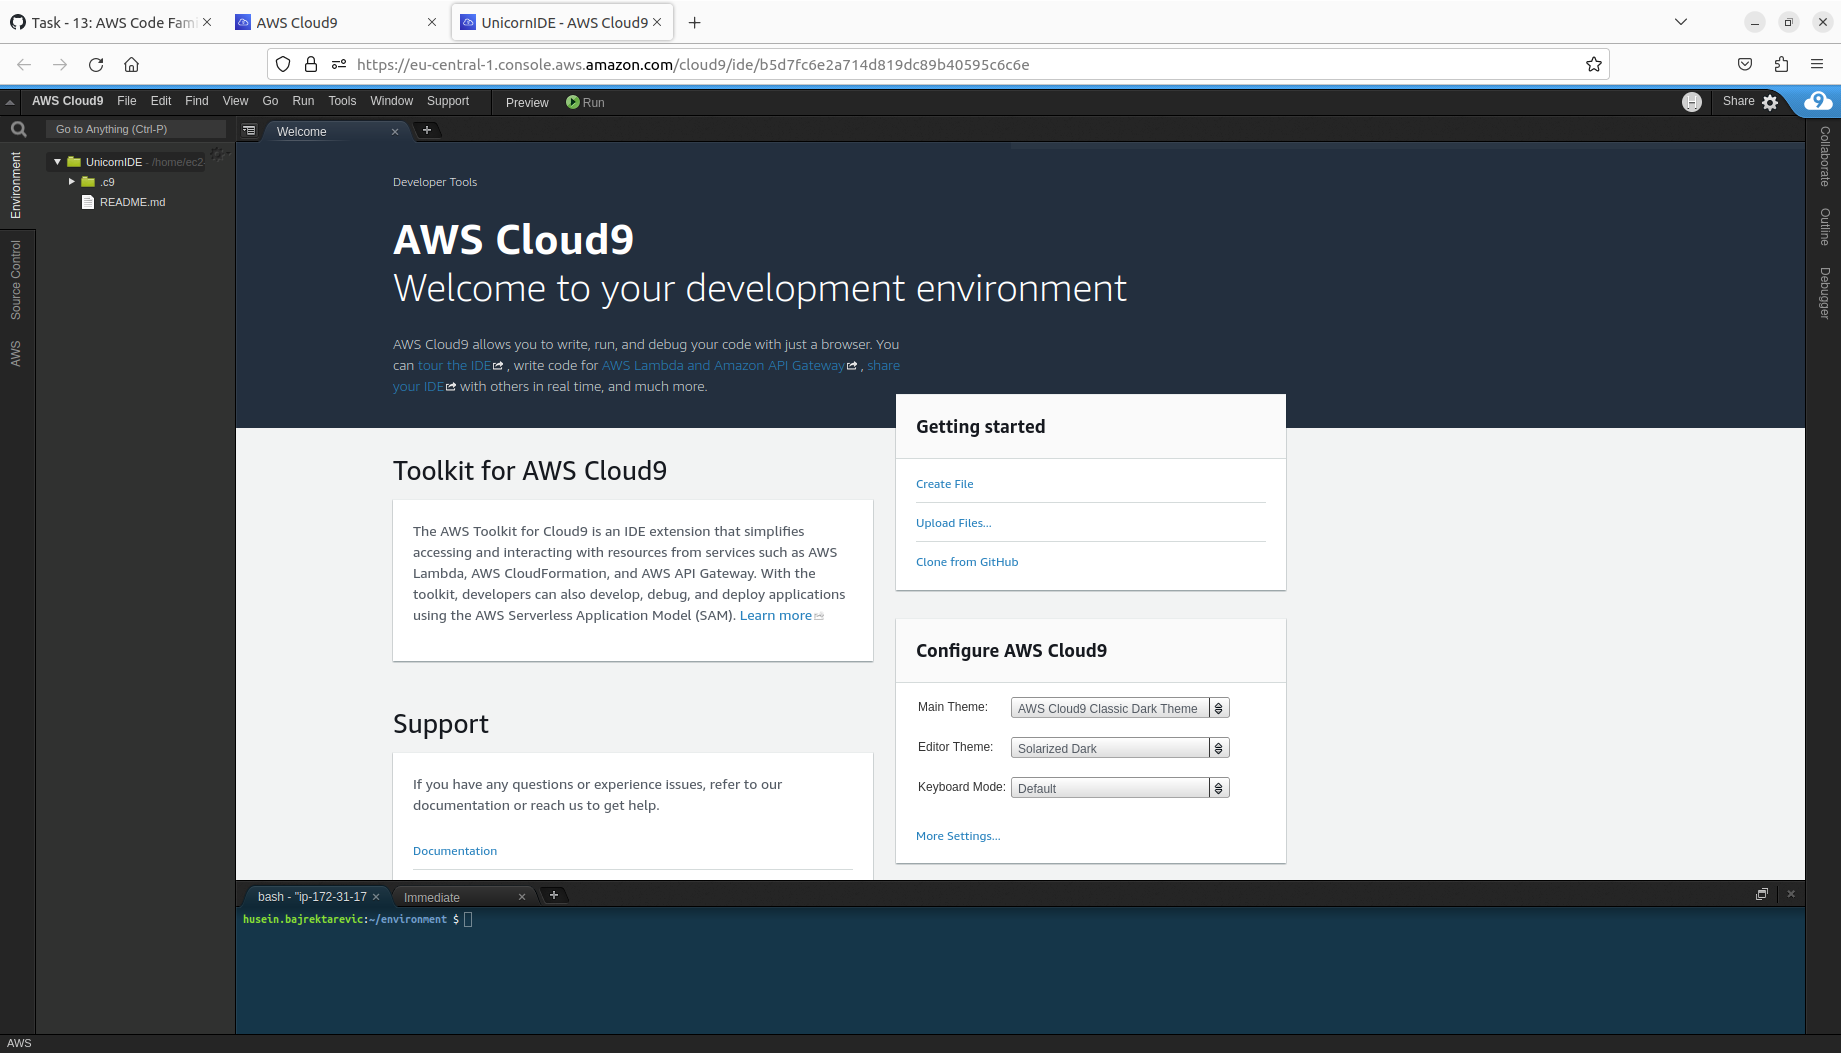 Task - 13: AWS Code Fam
AWS Cloud9
UnicornIDE - AWS Cloud9
https://eu-central-1.console.aws.amazon.com/cloud9/ide/b5d7fc6e2a714d819dc89b40595c6c6e
AWS Cloud9 File Edit Find View Go Run Tools Window Support Preview Run H Share 9
Go to Anything (Ctrl-P)
Welcome
Environment
Source Control
AWS
UnicornIDE - /home/ec2
.c9
README.md
Developer Tools
AWS Cloud9
Welcome to your development environment
AWS Cloud9 allows you to write, run, and debug your code with just a browser. You
can tour the IDE , write code for AWS Lambda and Amazon API Gateway , share
your IDE with others in real time, and much more.
Toolkit for AWS Cloud9
The AWS Toolkit for Cloud9 is an IDE extension that simplifies
accessing and interacting with resources from services such as AWS
Lambda, AWS CloudFormation, and AWS API Gateway. With the
toolkit, developers can also develop, debug, and deploy applications
using the AWS Serverless Application Model (SAM). Learn more
Support
If you have any questions or experience issues, refer to our
documentation or reach us to get help.
Documentation
Getting started
Create File
Upload Files...
Clone from GitHub
Configure AWS Cloud9
Main Theme: AWS Cloud9 Classic Dark Theme
Editor Theme: Solarized Dark
Keyboard Mode: Default
More Settings...
Collaborate
Outline
Debugger
bash - "ip-172-31-17
Immediate
husein.bajrektarevic:~/environment $
AWS